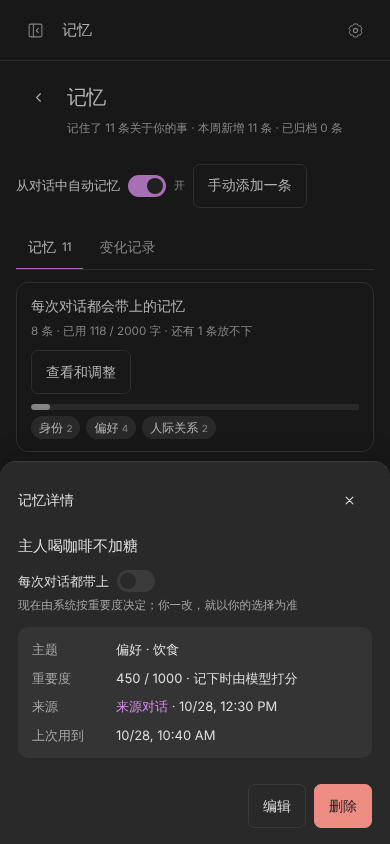 记忆
记忆
记住了 11 条关于你的事 · 本周新增 11 条 · 已归档 0 条
从对话中自动记忆 开 手动添加一条
记忆 11 变化记录
每次对话都会带上的记忆
8 条 · 已用 118 / 2000 字 · 还有 1 条放不下
查看和调整
身份 2 偏好 4 人际关系 2
记忆详情
主人喝咖啡不加糖
每次对话都带上
现在由系统按重要度决定；你一改，就以你的选择为准
主题 偏好 · 饮食
重要度 450 / 1000 · 记下时由模型打分
来源 来源对话 · 10/28, 12:30 PM
上次用到 10/28, 10:40 AM
编辑 删除